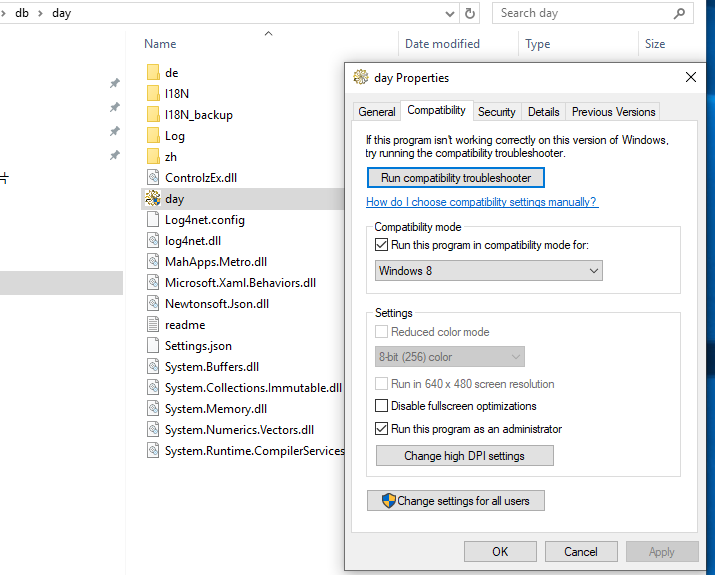 db > day
Search day
Name
Date modified
Type
Size
de
I18N
I18N_backup
Log
zh
ControlzEx.dll
day
Log4net.config
log4net.dll
MahApps.Metro.dll
Microsoft.Xaml.Behaviors.dll
Newtonsoft.Json.dll
readme
Settings.json
System.Buffers.dll
System.Collections.Immutable.dll
System.Memory.dll
System.Numerics.Vectors.dll
System.Runtime.CompilerServices
day Properties
General
Compatibility
Security
Details
Previous Versions
If this program isn't working correctly on this version of Windows,
try running the compatibility troubleshooter.
Run compatibility troubleshooter
How do I choose compatibility settings manually?
Compatibility mode
Run this program in compatibility mode for:
Windows 8
Settings
Reduced color mode
8-bit (256) color
Run in 640 x 480 screen resolution
Disable fullscreen optimizations
Run this program as an administrator
Change high DPI settings
Change settings for all users
OK
Cancel
Apply